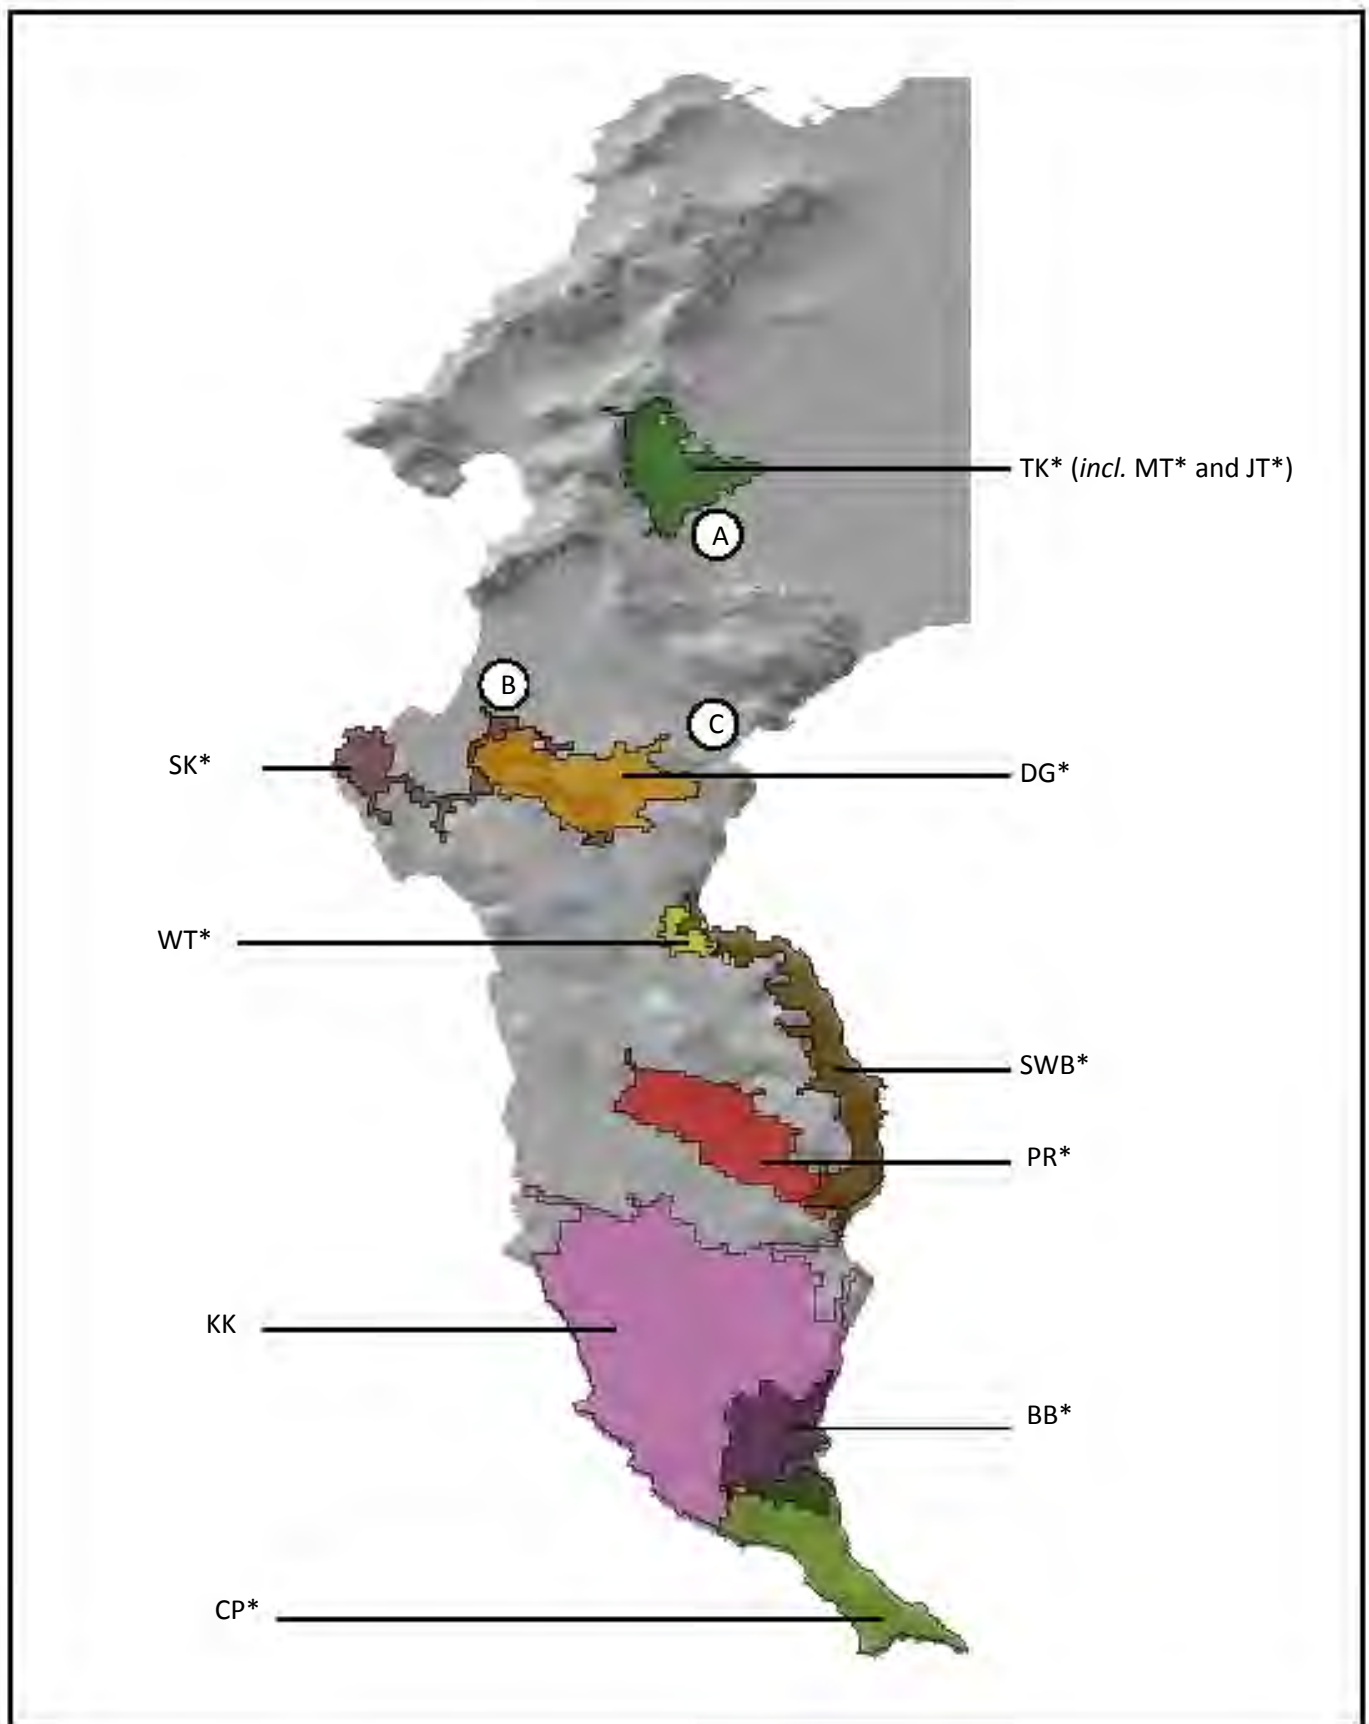 TK* (incl. MT* and JT*)
A
B
C
SK*
DG*
WT*
SWB*
PR*
KK
BB*
CP*